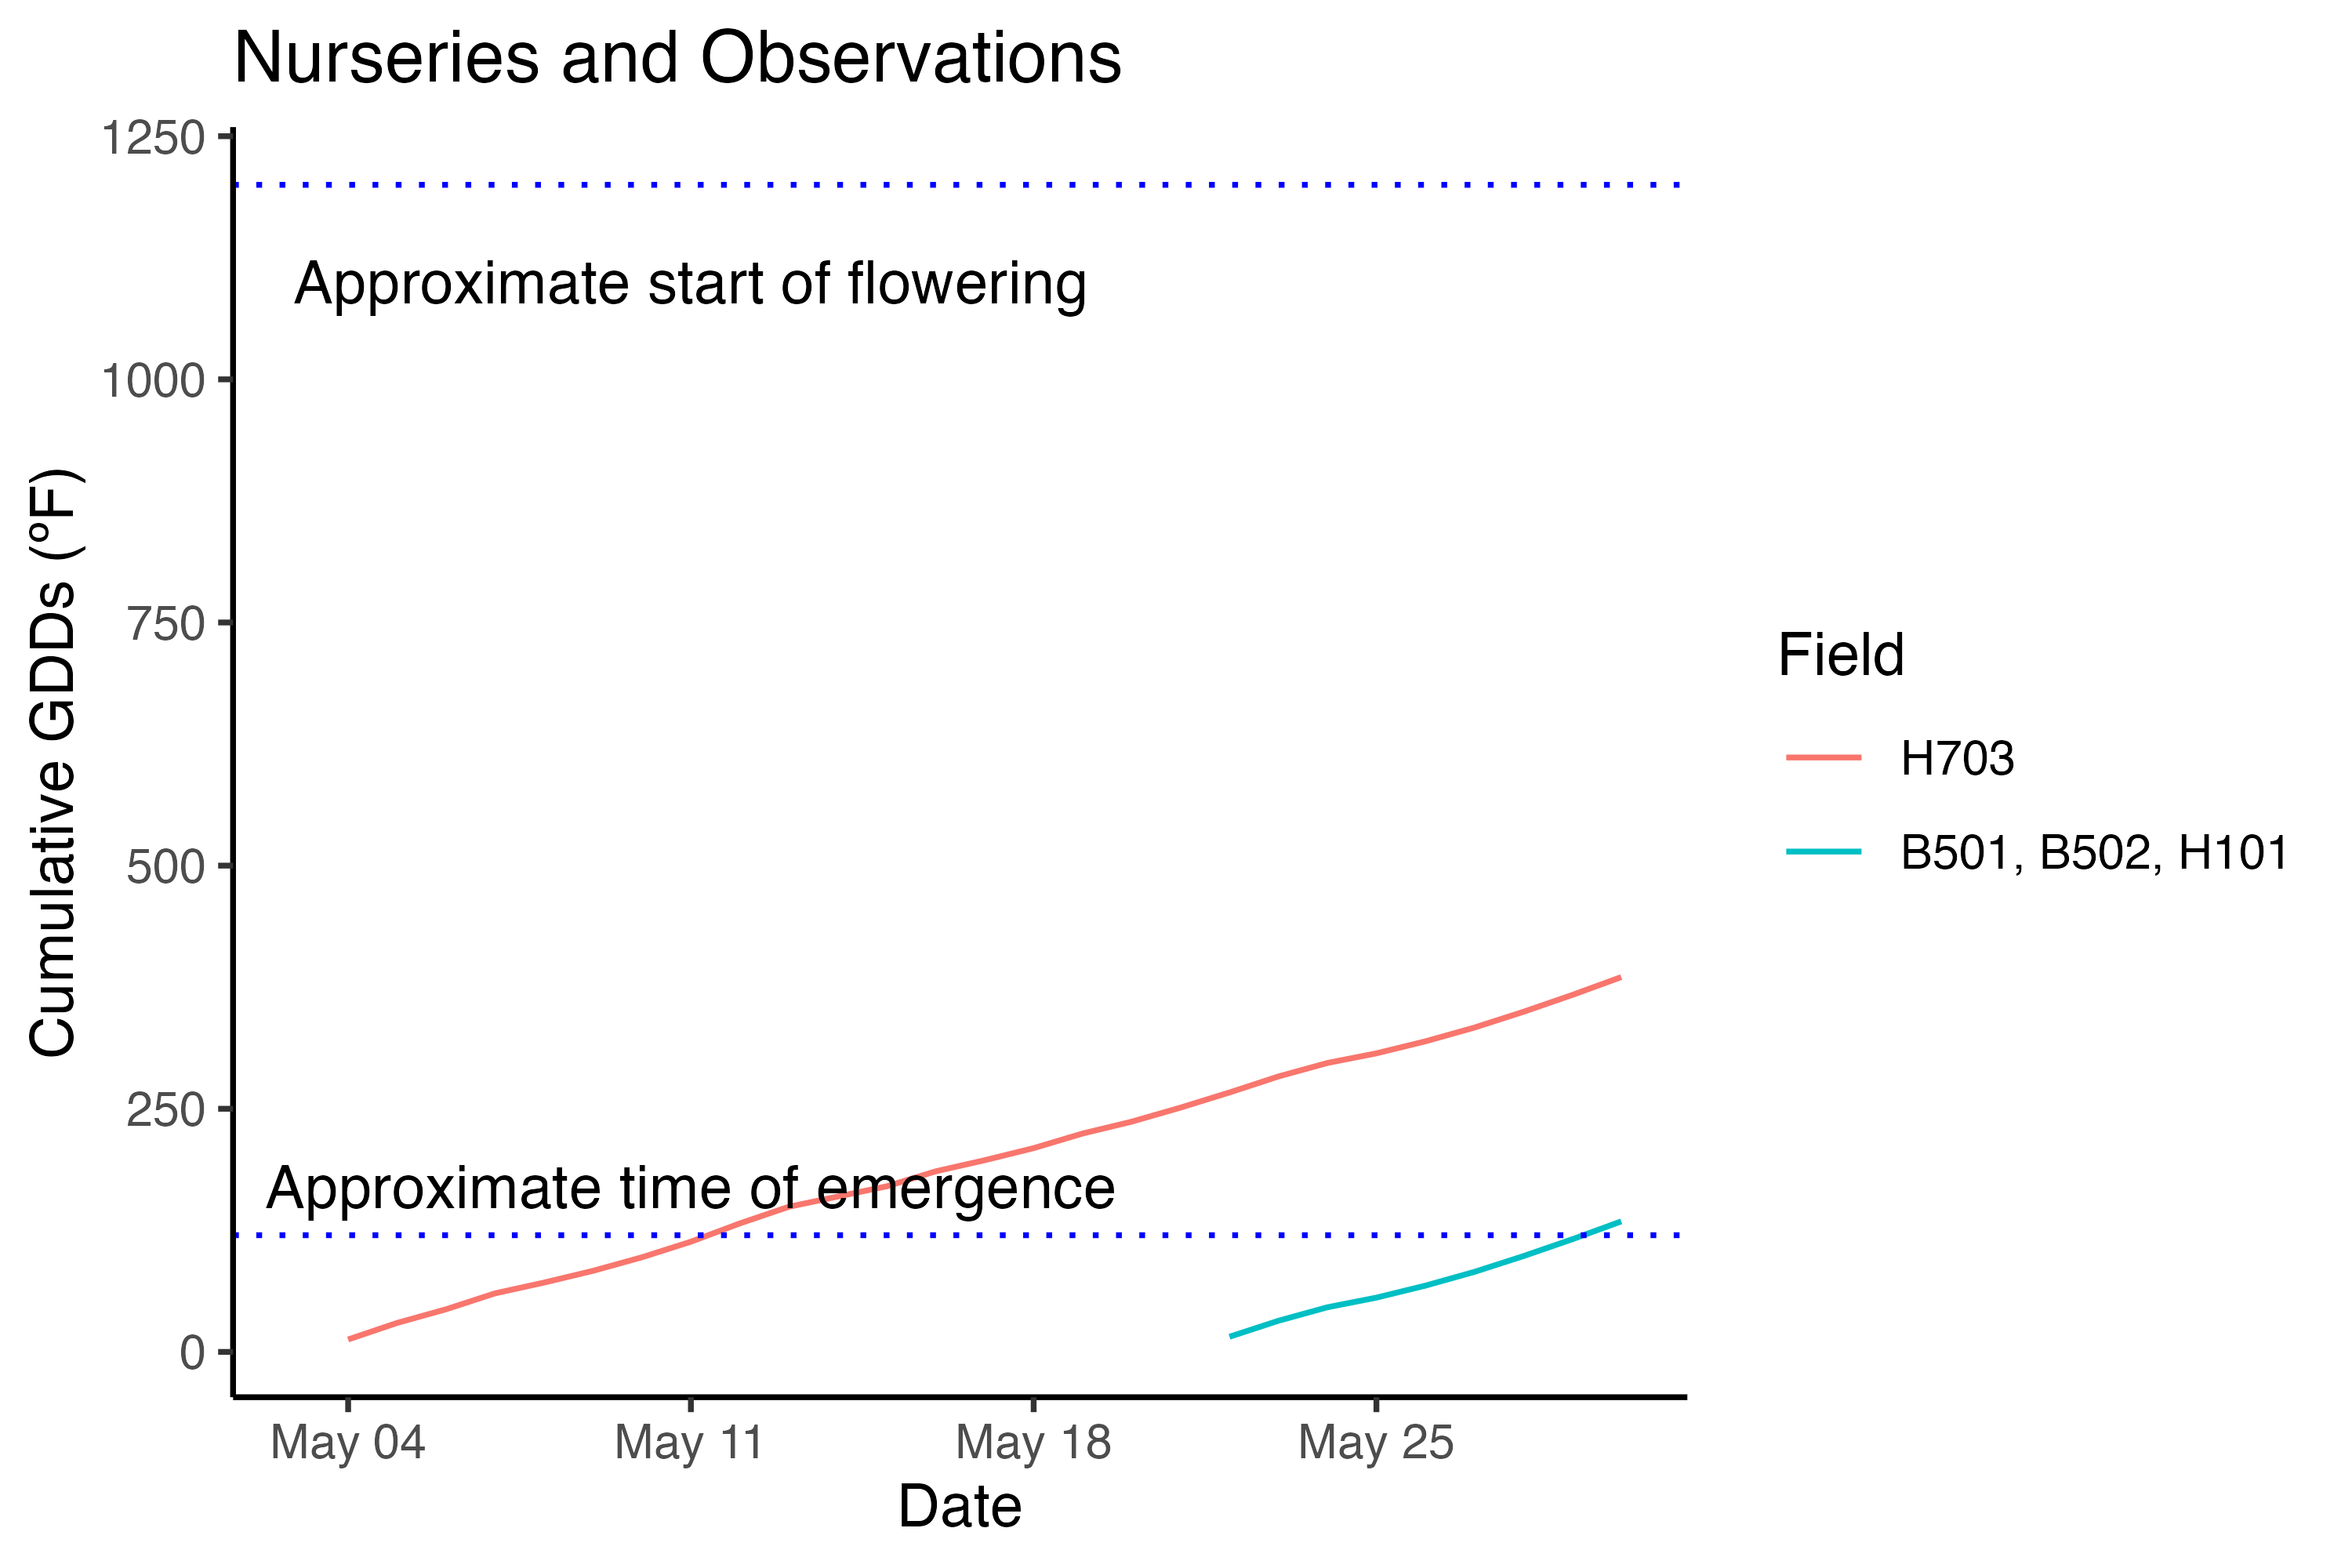 Nurseries and Observations
1250
Approximate start of flowering
1000
750
500
250
Approximate time of emergence
0
Cumulative GDDs (ºF)
May 04
May 11
May 18
May 25
Date
Field
H703
B501, B502, H101